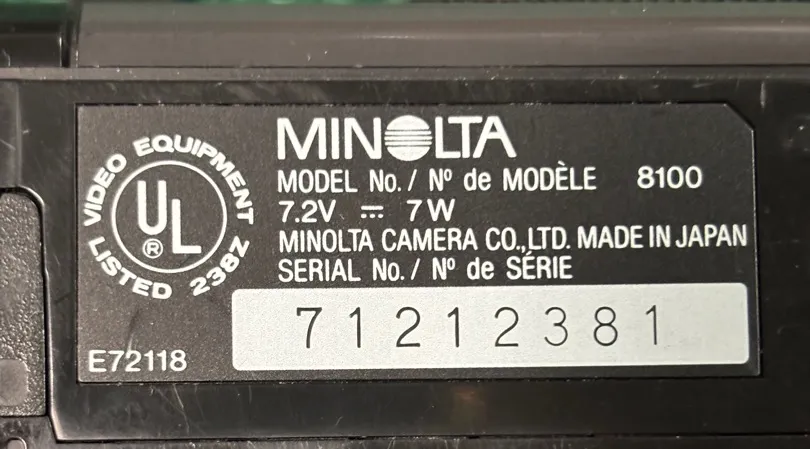 VIDEO EQUIPMENT
UL
®
LISTED 238Z
E72118
MINOLTA
MODEL No. / Nº de MODÈLE 8100
7.2V ⎓ 7W
MINOLTA CAMERA CO.,LTD. MADE IN JAPAN
SERIAL No. / Nº de SÉRIE
71212381